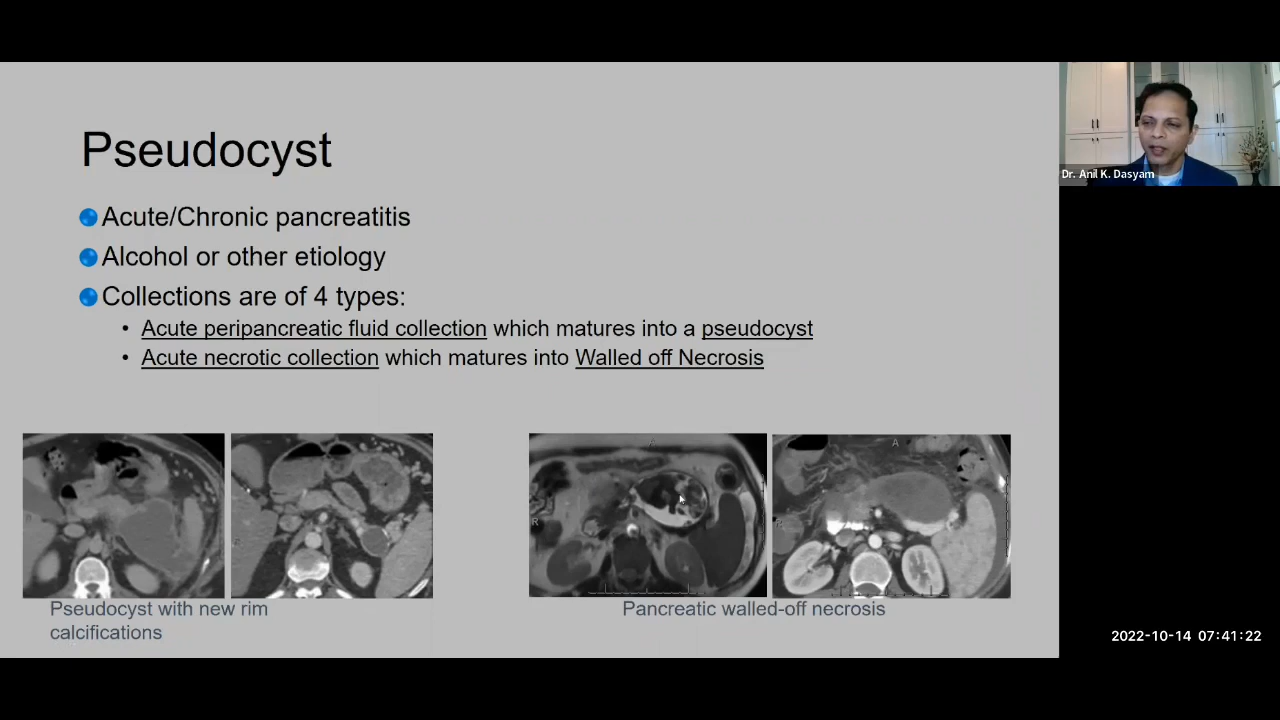 Pseudocyst
Acute/Chronic pancreatitis
Alcohol or other etiology
Collections are of 4 types:
• Acute peripancreatic fluid collection which matures into a pseudocyst
• Acute necrotic collection which matures into Walled off Necrosis
A
R
A
R
Pseudocyst with new rim
calcifications
Pancreatic walled-off necrosis
Dr. Anil K. Dasyam
2022-10-14 07:41:22